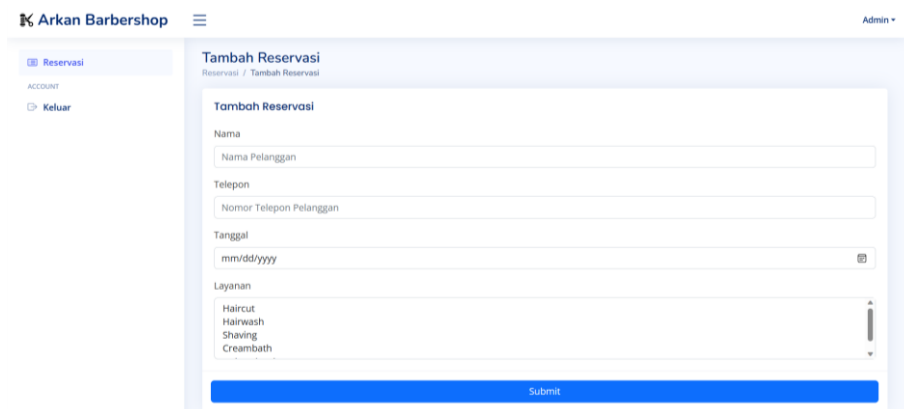 Arkan Barbershop
Admin
Reservasi
ACCOUNT
Keluar
Tambah Reservasi
Reservasi / Tambah Reservasi
Tambah Reservasi
Nama
Nama Pelanggan
Telepon
Nomor Telepon Pelanggan
Tanggal
mm/dd/yyyy
Layanan
Haircut
Hairwash
Shaving
Creambath
Submit